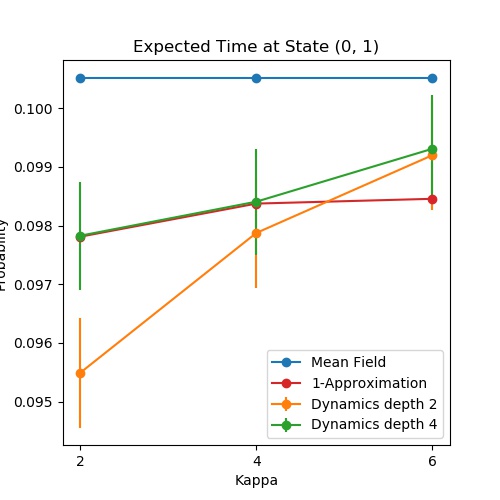 Expected Time at State (0, 1)
0.100
0.099
0.098
0.097
0.096
0.095
Probability
2
4
6
Kappa
Mean Field
1-Approximation
Dynamics depth 2
Dynamics depth 4